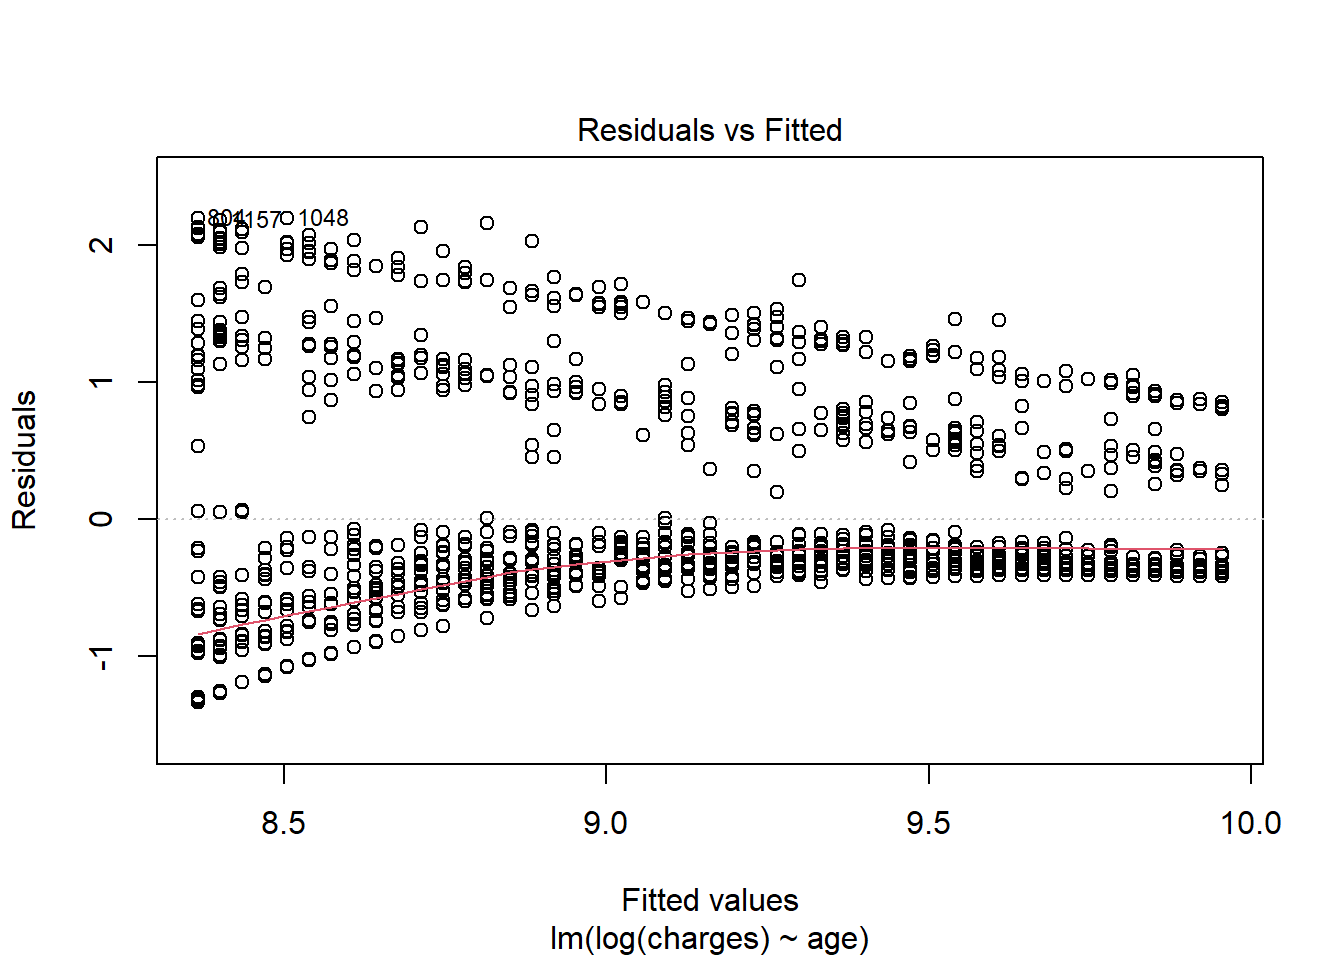 Residuals vs Fitted
804
1157
1048
Residuals
2
1
0
-1
8.5
9.0
9.5
10.0
Fitted values
lm(log(charges) ~ age)